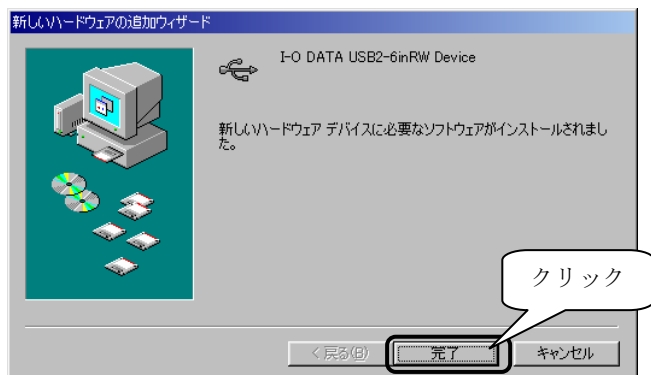 新しいハードウェアの追加ウィザード
I-O DATA USB2-6inRW Device
新しいハードウェア デバイスに必要なソフトウェアがインストールされまし
た。
クリック
< 戻る(B)
完了
キャンセル